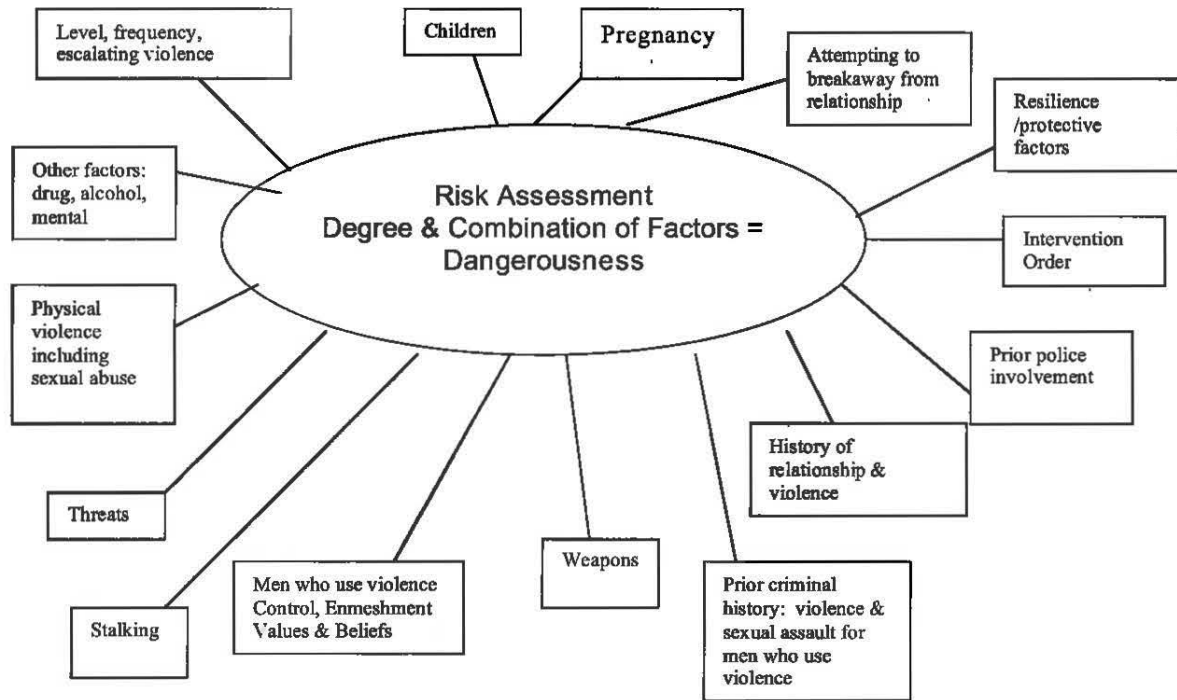 Level, frequency,
escalating violence
Children
Pregnancy
Attempting to
breakaway from
relationship
Resilience
/protective
factors
Other factors:
drug, alcohol,
mental
Risk Assessment
Degree & Combination of Factors =
Dangerousness
Intervention
Order
Physical
violence
including
sexual abuse
Prior police
involvement
History of
relationship &
violence
Threats
Weapons
Men who use violence
Control, Enmeshment
Values & Beliefs
Prior criminal
history: violence &
sexual assault for
men who use
violence
Stalking